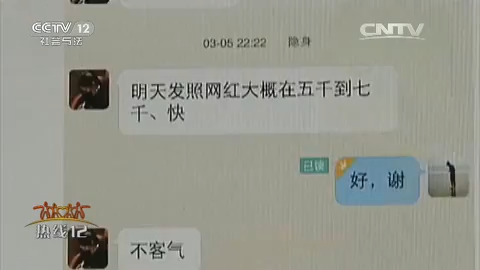 CCTV 12
社会与法
CNTV
03-05 22:22 隐身
明天发照网红大概在五千到七
千、快
已读
好，谢
不客气
热线12